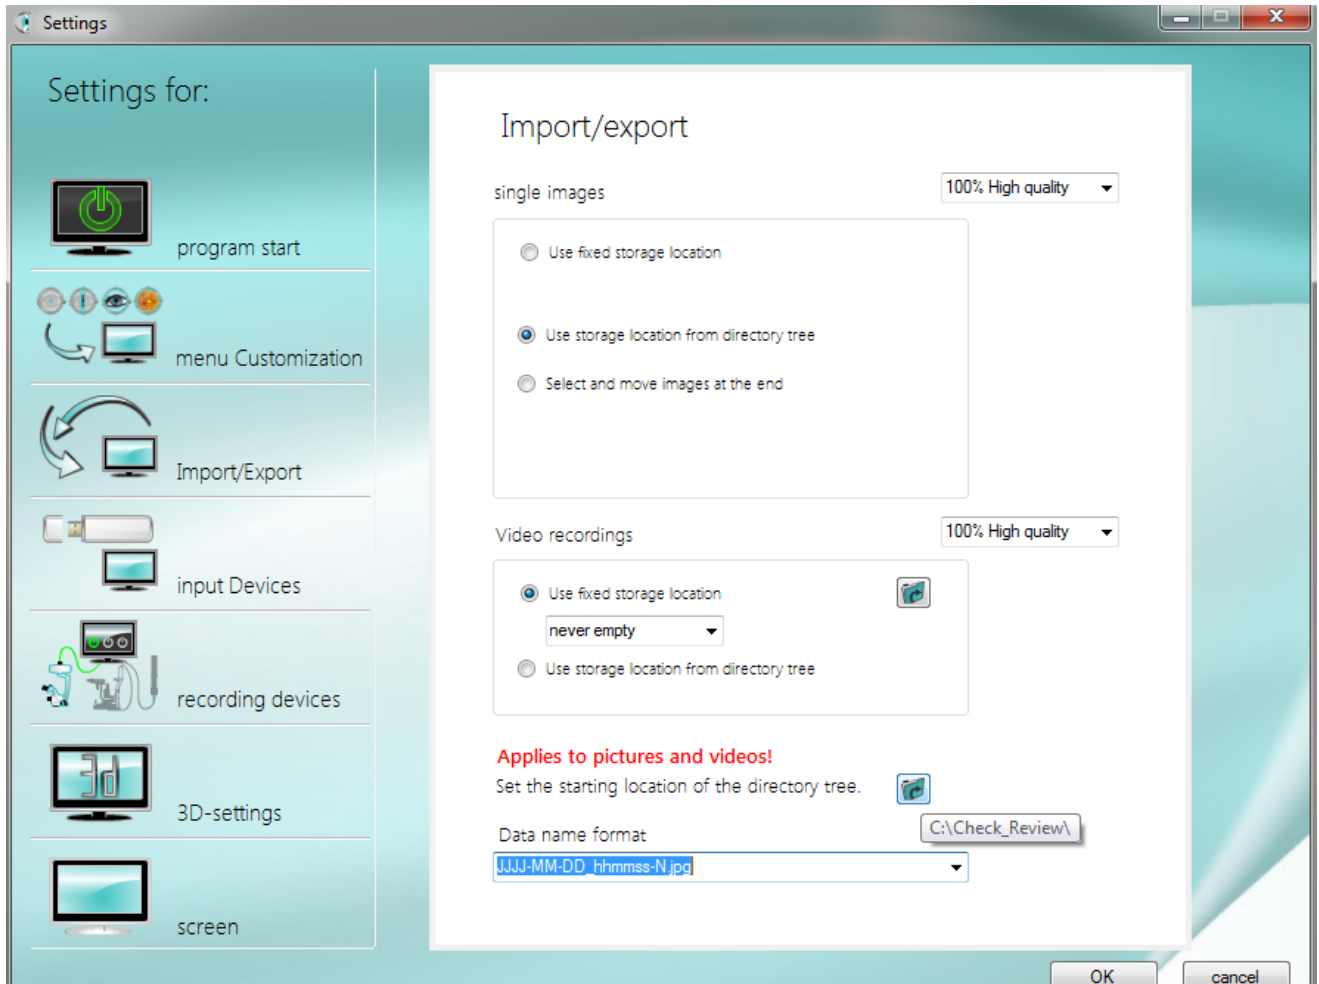 Settings
X
Settings for:
program start
menu Customization
Import/Export
input Devices
recording devices
3d
3D-settings
screen
Import/export
single images
100% High quality
Use fixed storage location
Use storage location from directory tree
Select and move images at the end
Video recordings
100% High quality
Use fixed storage location
never empty
Use storage location from directory tree
Applies to pictures and videos!
Set the starting location of the directory tree.
C:\Check_Review\
Data name format
JJJJ-MM-DD_hhmmss-N.jpg
OK
cancel